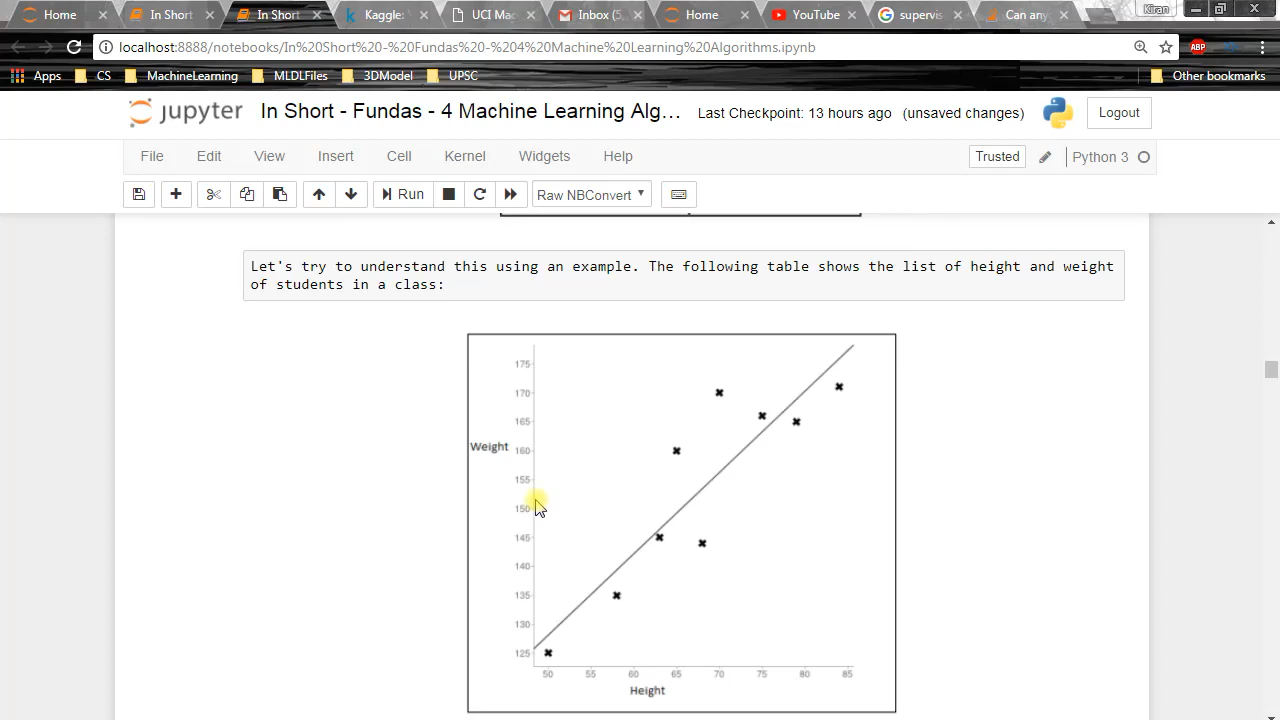 Home
In Short
In Short
Kaggle:
UCI Mac
Inbox (5,
Home
YouTube
supervis
Can any
Kiran
localhost:8888/notebooks/In%20Short%20-%20Fundas%20-%204%20Machine%20Learning%20Algorithms.ipynb
ABP
Apps
CS
MachineLearning
MLDLFiles
3DModel
UPSC
Other bookmarks
jupyter
In Short - Fundas - 4 Machine Learning Alg...
Last Checkpoint: 13 hours ago
(unsaved changes)
Logout
File
Edit
View
Insert
Cell
Kernel
Widgets
Help
Trusted
Python 3
Run
Raw NBConvert
Let's try to understand this using an example. The following table shows the list of height and weight
of students in a class:
175
170
165
Weight
160
155
150
145
140
135
130
125
50
55
60
65
70
75
80
85
Height